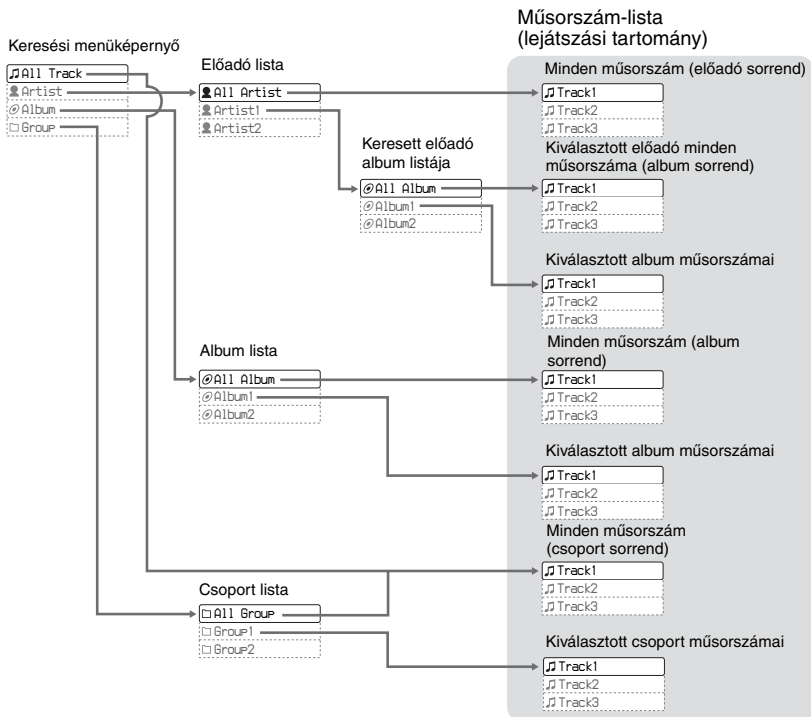 Műsorszám-lista
(lejátszási tartomány)
Keresési menüképernyő
All Track
Artist
Album
Group
Előadó lista
All Artist
Artist1
Artist2
Minden műsorszám (előadó sorrend)
Track1
Track2
Track3
Keresett előadó
album listája
All Album
Album1
Album2
Kiválasztott előadó minden
műsorszáma (album sorrend)
Track1
Track2
Track3
Kiválasztott album műsorszámai
Track1
Track2
Track3
Album lista
All Album
Album1
Album2
Minden műsorszám (album
sorrend)
Track1
Track2
Track3
Kiválasztott album műsorszámai
Track1
Track2
Track3
Minden műsorszám
(csoport sorrend)
Track1
Track2
Track3
Csoport lista
All Group
Group1
Group2
Kiválasztott csoport műsorszámai
Track1
Track2
Track3